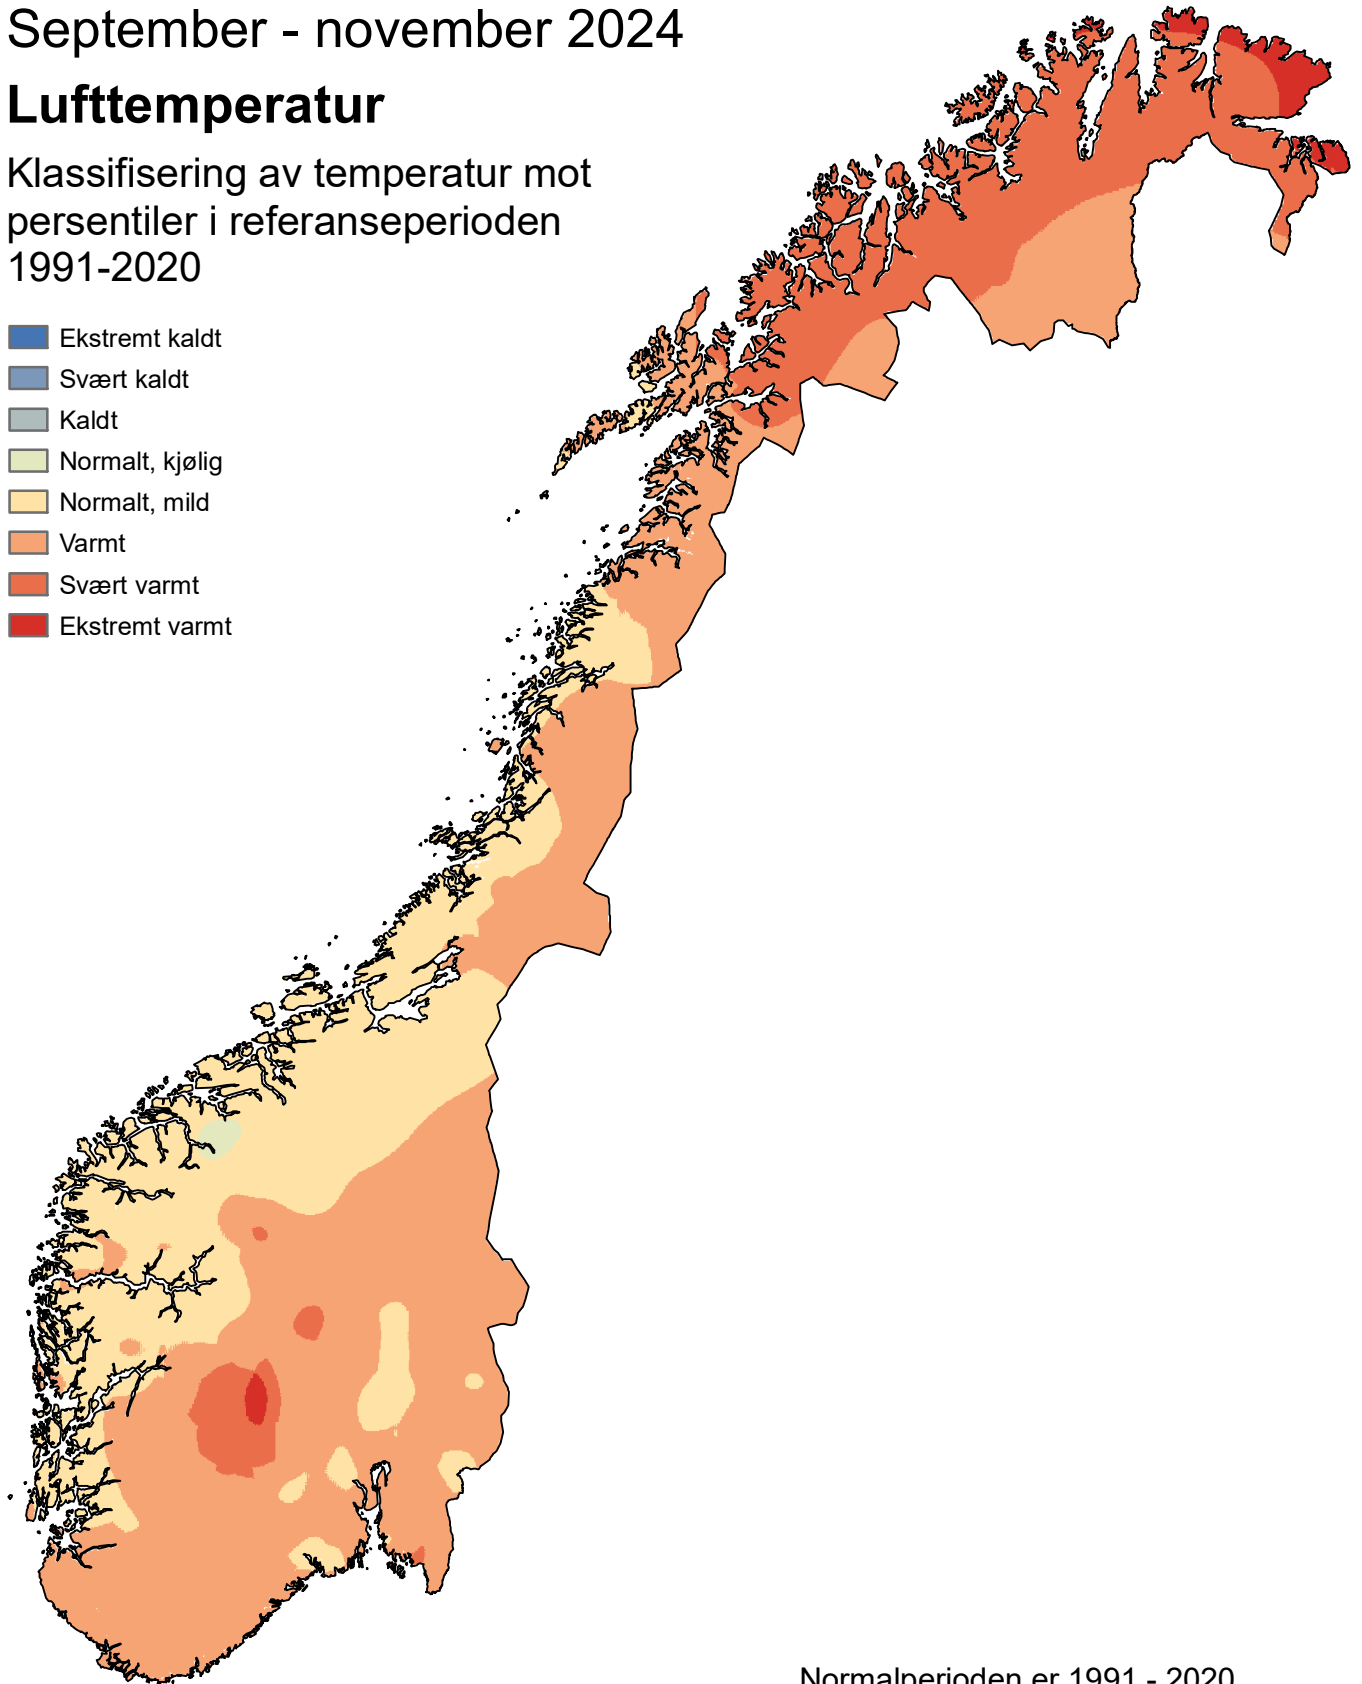 September - november 2024
Lufttemperatur
Klassifisering av temperatur mot
persentiler i referanseperioden
1991-2020
Ekstremt kaldt
Svært kaldt
Kaldt
Normalt, kjølig
Normalt, mild
Varmt
Svært varmt
Ekstremt varmt
Normalperioden er 1991 - 2020